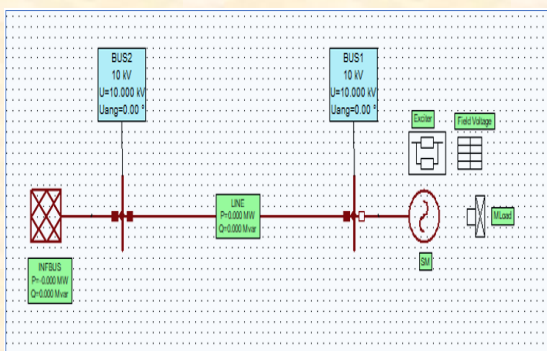 BUS2
10 kV
U=10.000 kV
Uang=0.00 °
BUS1
10 kV
U=10.000 kV
Uang=0.00 °
Exciter
Field Voltage
LINE
P=0.000 MW
Q=0.000 Mvar
MLoad
SM
INFBUS
P=-0.000 MW
Q=0.000 Mvar